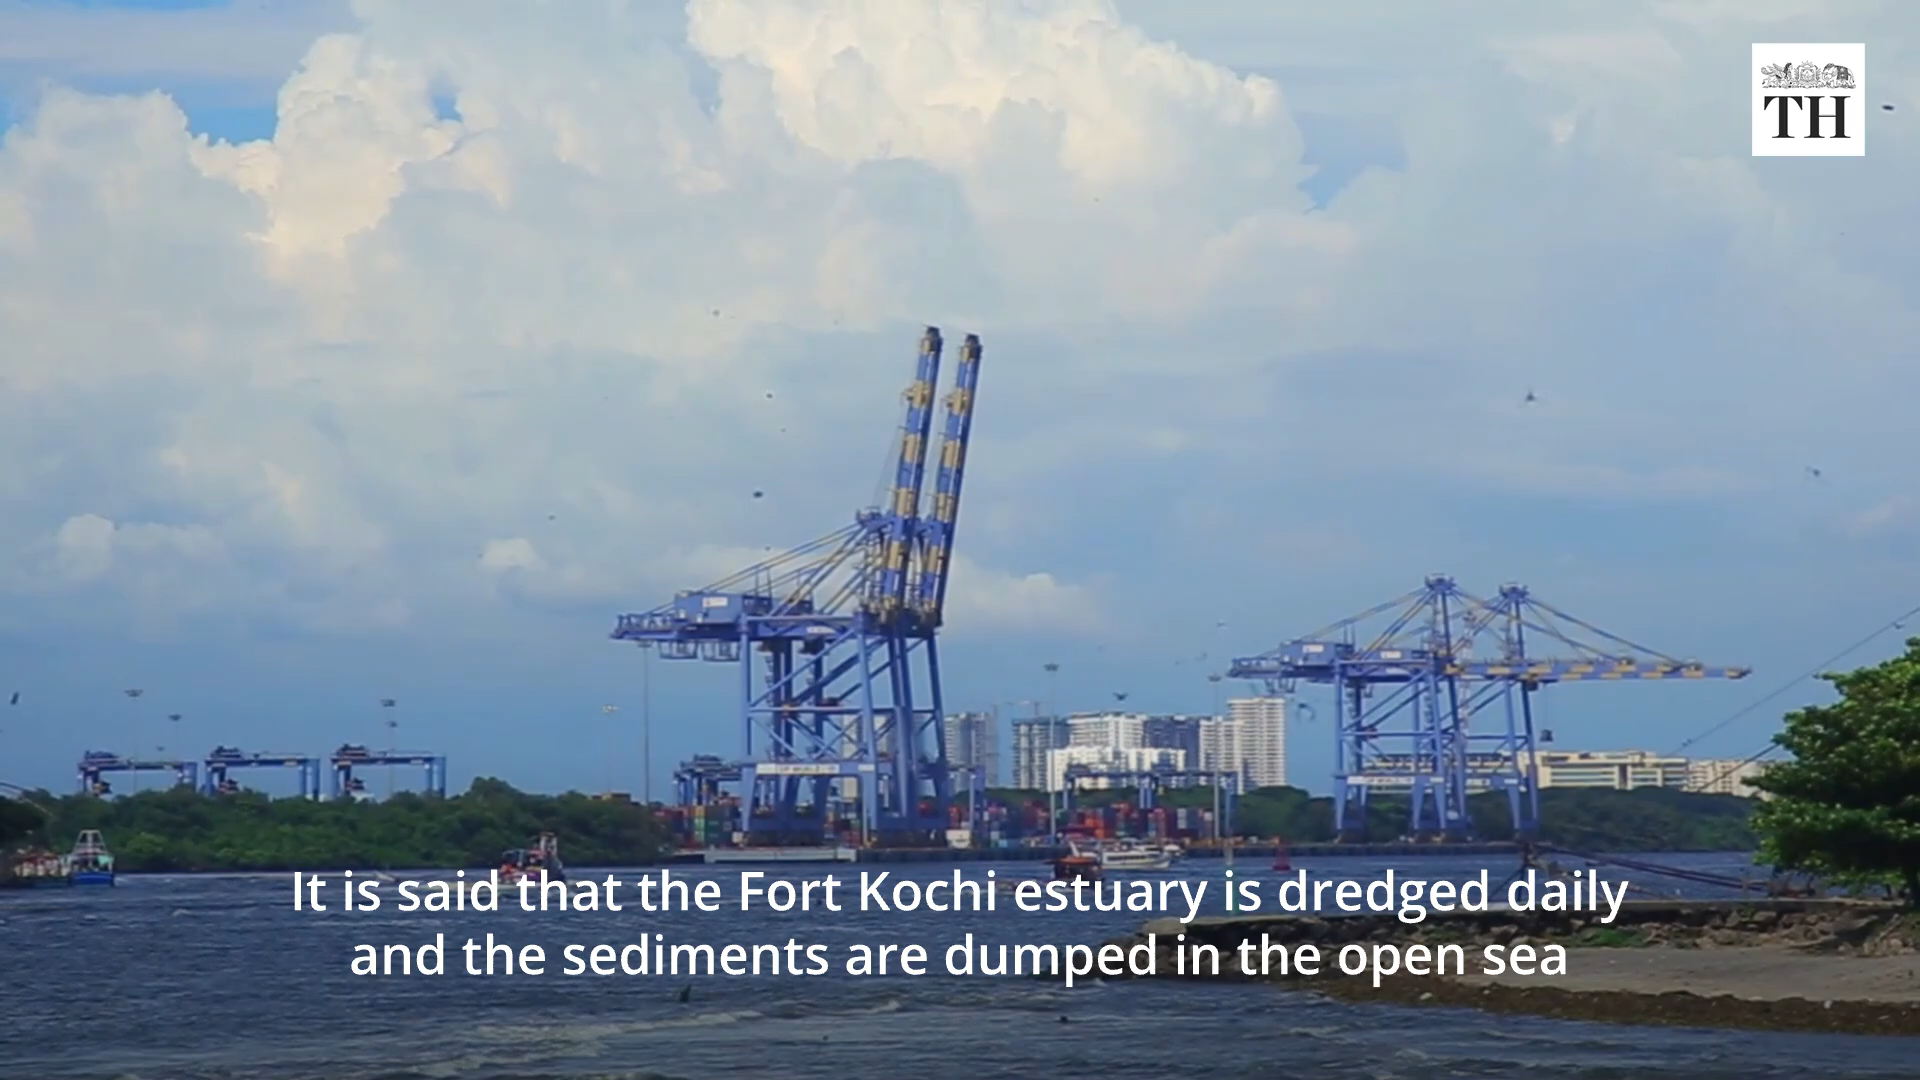 TH
It is said that the Fort Kochi estuary is dredged daily
and the sediments are dumped in the open sea